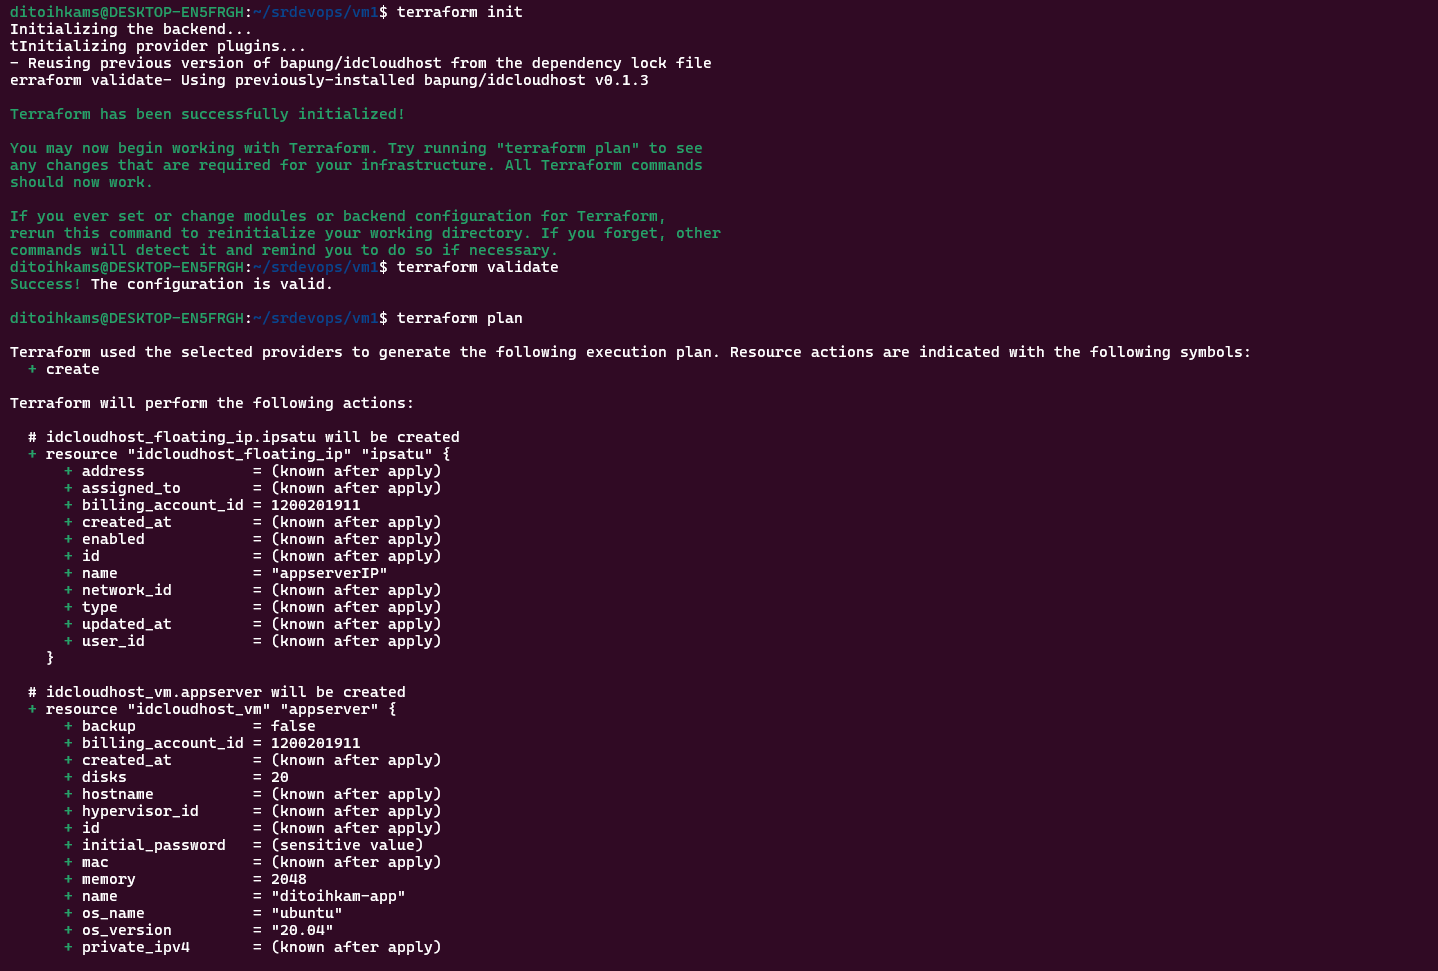 ditoihkams@DESKTOP-EN5FRGH:~/srdevops/vm1$ terraform init
Initializing the backend...
tInitializing provider plugins...
- Reusing previous version of bapung/idcloudhost from the dependency lock file
erraform validate- Using previously-installed bapung/idcloudhost v0.1.3
Terraform has been successfully initialized!
You may now begin working with Terraform. Try running "terraform plan" to see
any changes that are required for your infrastructure. All Terraform commands
should now work.
If you ever set or change modules or backend configuration for Terraform,
rerun this command to reinitialize your working directory. If you forget, other
commands will detect it and remind you to do so if necessary.
ditoihkams@DESKTOP-EN5FRGH:~/srdevops/vm1$ terraform validate
Success! The configuration is valid.
ditoihkams@DESKTOP-EN5FRGH:~/srdevops/vm1$ terraform plan
Terraform used the selected providers to generate the following execution plan. Resource actions are indicated with the following symbols:
  + create
Terraform will perform the following actions:
  # idcloudhost_floating_ip.ipsatu will be created
  + resource "idcloudhost_floating_ip" "ipsatu" {
      + address            = (known after apply)
      + assigned_to        = (known after apply)
      + billing_account_id = 1200201911
      + created_at         = (known after apply)
      + enabled            = (known after apply)
      + id                 = (known after apply)
      + name               = "appserverIP"
      + network_id         = (known after apply)
      + type               = (known after apply)
      + updated_at         = (known after apply)
      + user_id            = (known after apply)
    }
  # idcloudhost_vm.appserver will be created
  + resource "idcloudhost_vm" "appserver" {
      + backup             = false
      + billing_account_id = 1200201911
      + created_at         = (known after apply)
      + disks              = 20
      + hostname           = (known after apply)
      + hypervisor_id      = (known after apply)
      + id                 = (known after apply)
      + initial_password   = (sensitive value)
      + mac                = (known after apply)
      + memory             = 2048
      + name               = "ditoihkam-app"
      + os_name            = "ubuntu"
      + os_version         = "20.04"
      + private_ipv4       = (known after apply)